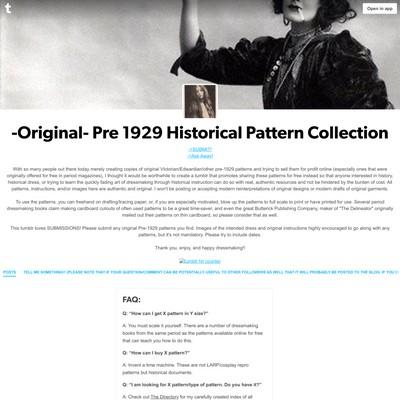 t
Open in app
-Original- Pre 1929 Historical Pattern Collection
->SUBMIT!
->Ask Away!
With so many people out there today merely creating copies of original Victorian/Edwardian/other pre-1929 patterns and trying to sell them for profit online (especially ones that were
originally offered for free in period magazines), I thought it would be worthwhile to create a tumblr that promotes sharing these patterns for free instead so that anyone interested in history,
historical dress, or trying to learn the quickly fading art of dressmaking through historical instruction can do so with real, authentic resources and not be hindered by the burden of cost. All
patterns, instructions, and/or images here are authentic and original. I won't be posting or accepting modern reinterpretations of original designs or modern drafts of original garments.
To use the patterns, you can freehand on drafting/tracing paper, or, if you are especially motivated, blow up the patterns to full scale to print or have printed for use. Several period
dressmaking books claim making cardboard cutouts of often used patterns to be a great time-saver, and even the great Butterick Publishing Company, maker of "The Delineator" originally
mailed out their patterns on thin cardboard, so please consider that as well.
This tumblr loves SUBMISSIONS! Please submit any original Pre-1929 patterns you find. Images of the intended dress and original instructions highly encouraged to go along with any
patterns, but it's not mandatory. Please try to include dates.
Thank you, enjoy, and happy dressmaking!!
tumblr hit counter
POSTS TELL ME SOMETHING! (PLEASE NOTE THAT IF YOUR QUESTION/COMMENT CAN BE POTENTIALLY USEFUL TO OTHER FOLLOWERS AS WELL THAT IT WILL PROBABLY BE POSTED TO THE BLOG. IF YOU
FAQ:
Q: "How can I get X pattern in Y size?"
A: You must scale it yourself. There are a number of dressmaking
books from the same period as the patterns available online for free
that can teach you how to do this.
Q: "How can I buy X pattern?"
A: Invent a time machine. These are not LARP/cosplay repro
patterns but historical documents.
Q: "I am looking for X pattern/type of pattern. Do you have it?"
A: Check out The Directory for my carefully created index of all